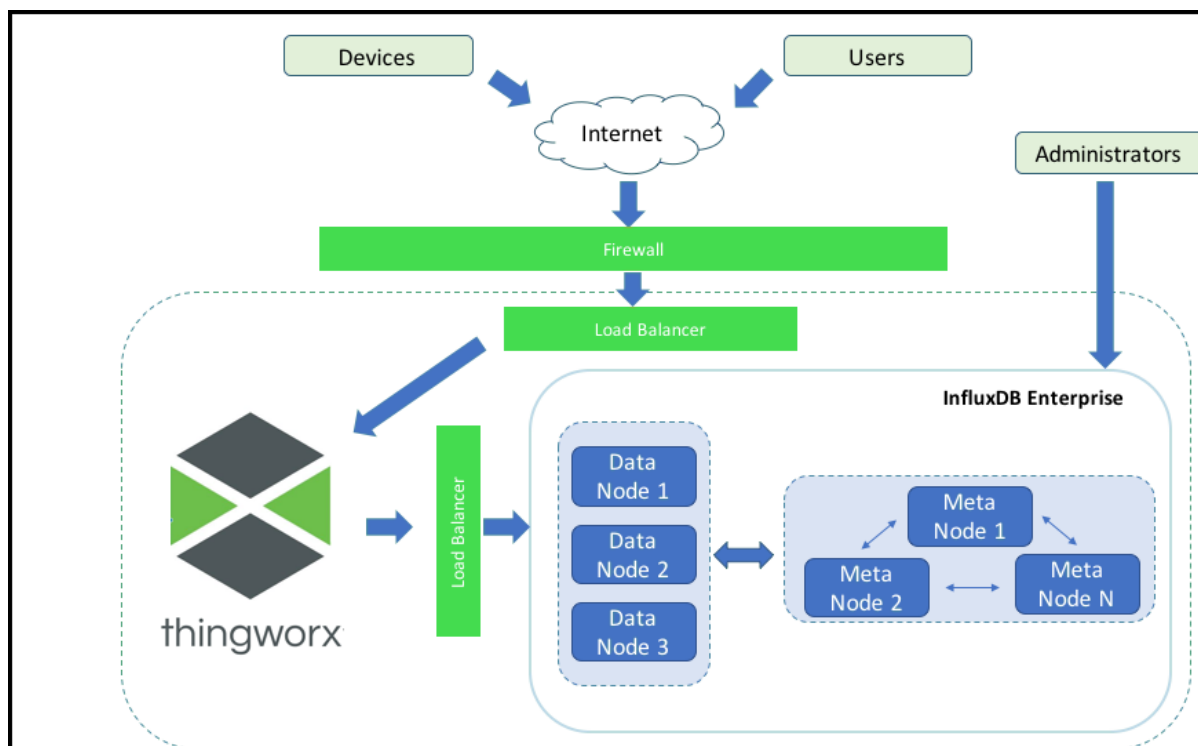 Devices
Users
Internet
Administrators
Firewall
Load Balancer
InfluxDB Enterprise
Data
Node 1
Data
Node 2
Data
Node 3
Load Balancer
Meta
Node 1
Meta
Node 2
Meta
Node N
thingworx